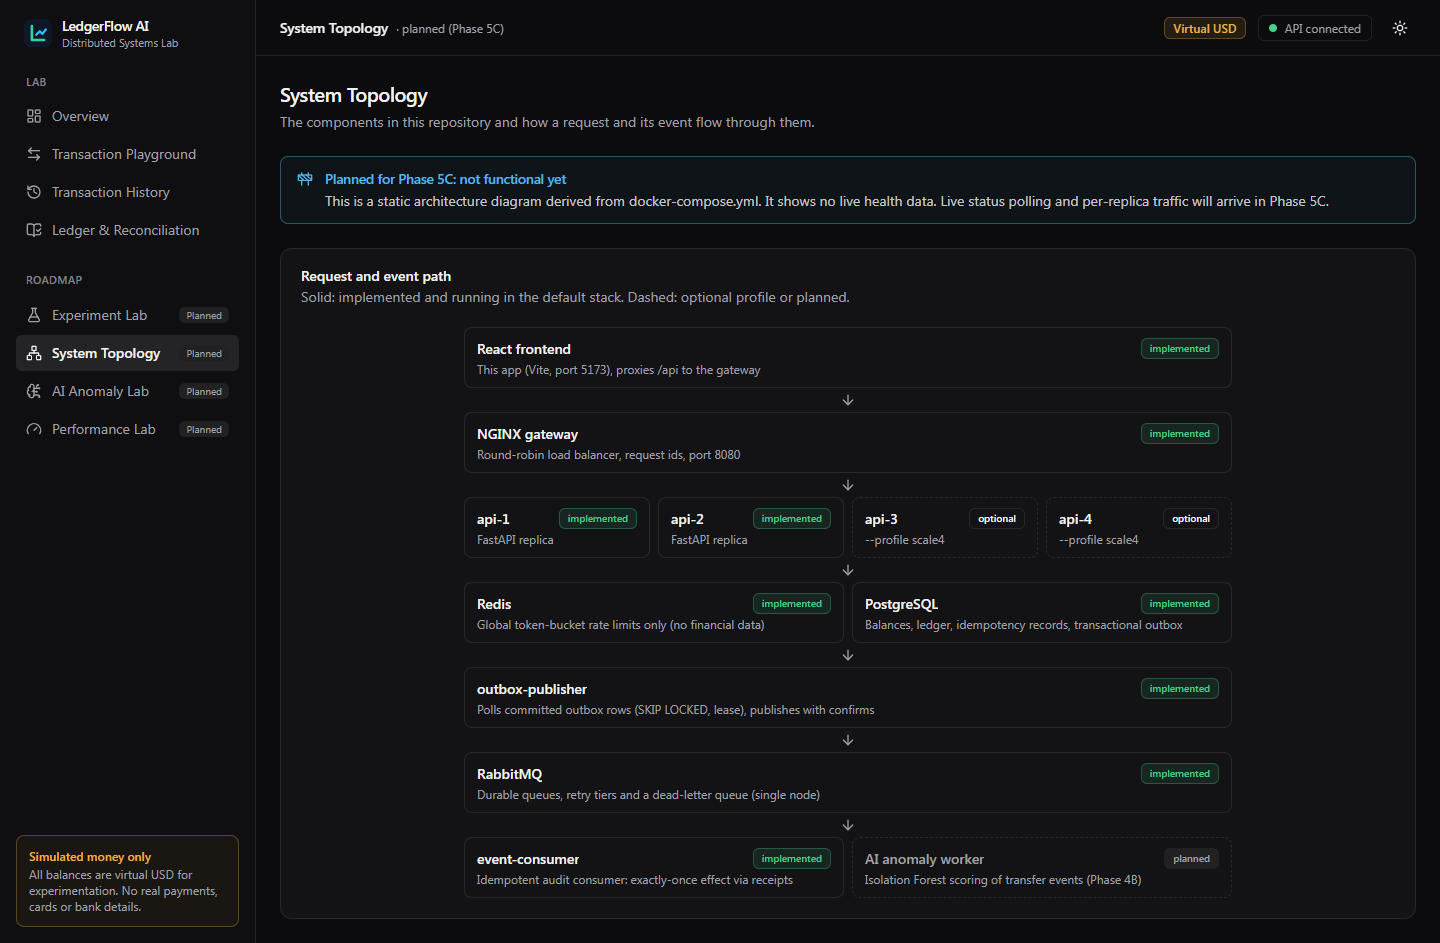 LedgerFlow AI
Distributed Systems Lab
LAB
Overview
Transaction Playground
Transaction History
Ledger & Reconciliation
ROADMAP
Experiment Lab Planned
System Topology Planned
AI Anomaly Lab Planned
Performance Lab Planned
Simulated money only
All balances are virtual USD for
experimentation. No real payments,
cards or bank details.
System Topology · planned (Phase 5C)
Virtual USD
API connected
System Topology
The components in this repository and how a request and its event flow through them.
Planned for Phase 5C: not functional yet
This is a static architecture diagram derived from docker-compose.yml. It shows no live health data. Live status polling and per-replica traffic will arrive in Phase 5C.
Request and event path
Solid: implemented and running in the default stack. Dashed: optional profile or planned.
React frontend implemented
This app (Vite, port 5173), proxies /api to the gateway
NGINX gateway implemented
Round-robin load balancer, request ids, port 8080
api-1 implemented
FastAPI replica
api-2 implemented
FastAPI replica
api-3 optional
--profile scale4
api-4 optional
--profile scale4
Redis implemented
Global token-bucket rate limits only (no financial data)
PostgreSQL implemented
Balances, ledger, idempotency records, transactional outbox
outbox-publisher implemented
Polls committed outbox rows (SKIP LOCKED, lease), publishes with confirms
RabbitMQ implemented
Durable queues, retry tiers and a dead-letter queue (single node)
event-consumer implemented
Idempotent audit consumer: exactly-once effect via receipts
AI anomaly worker planned
Isolation Forest scoring of transfer events (Phase 4B)